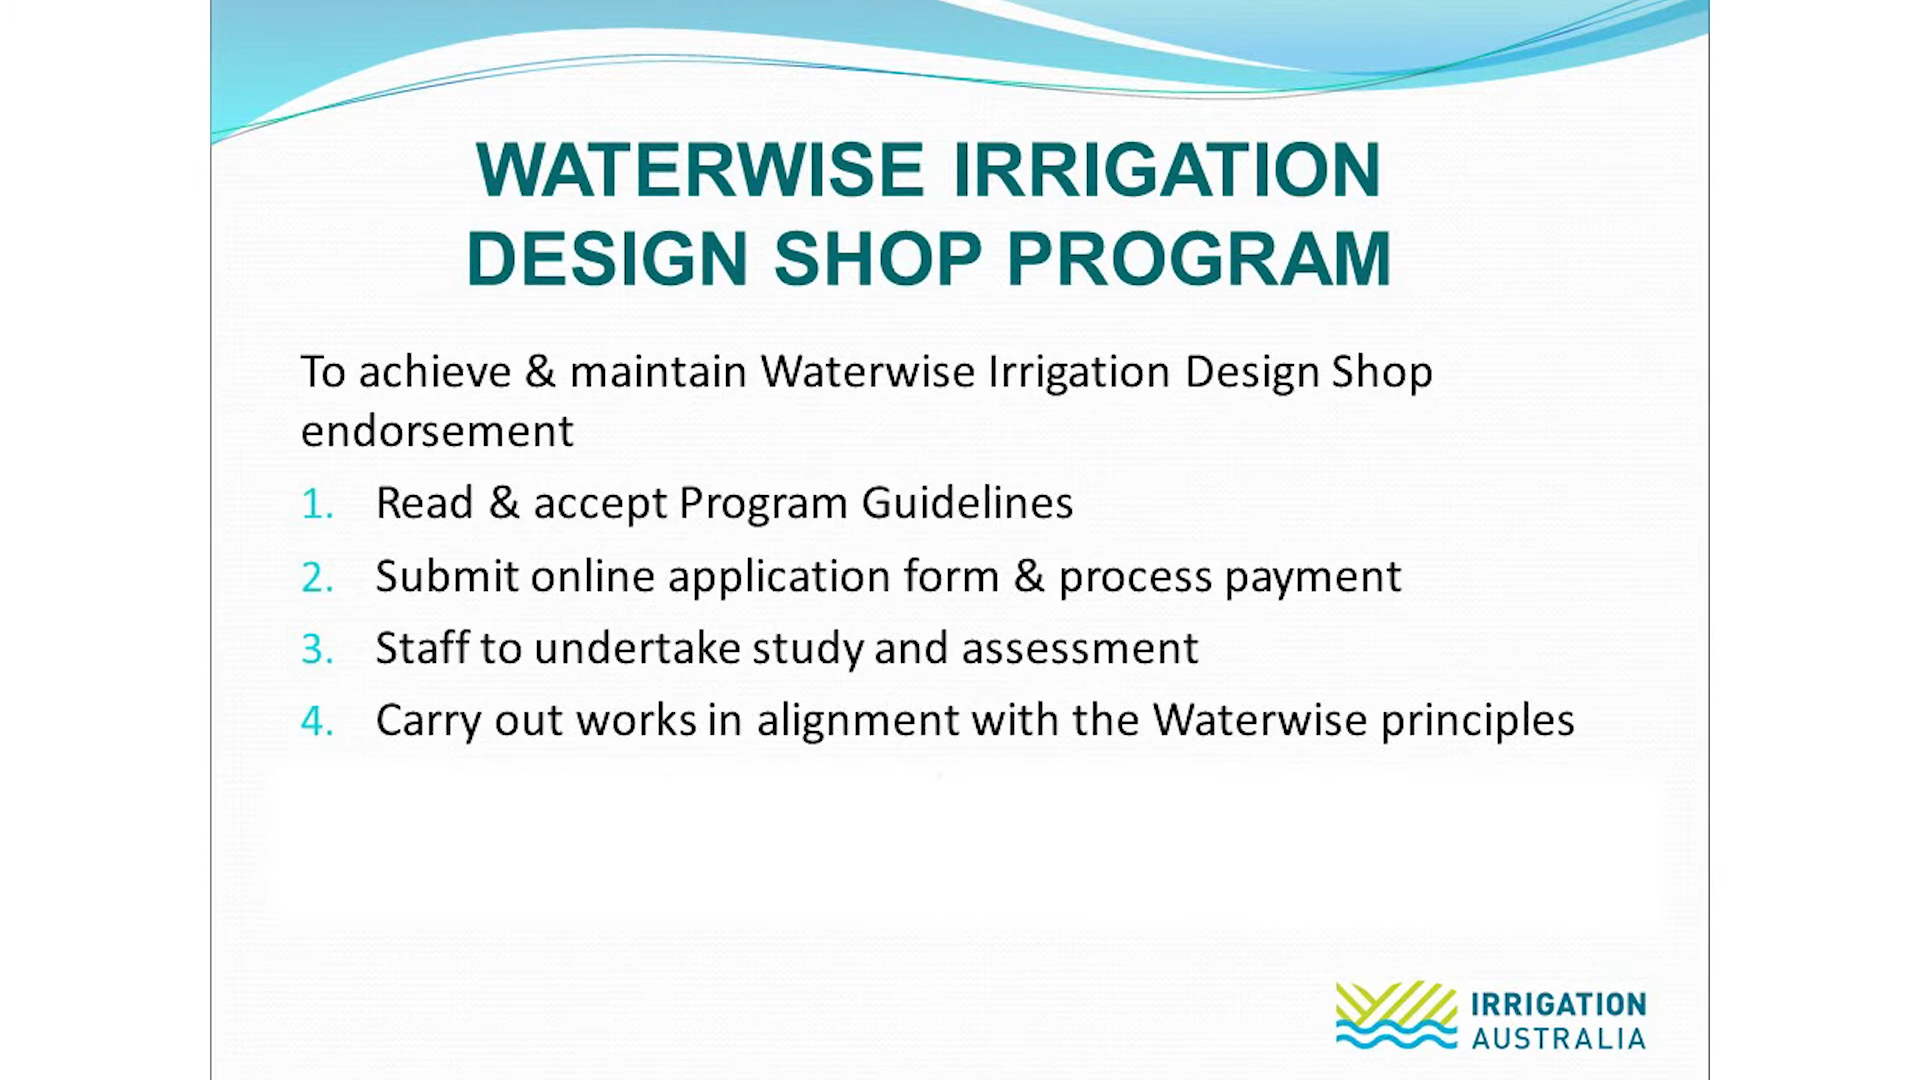 WATERWISE IRRIGATION
DESIGN SHOP PROGRAM
To achieve & maintain Waterwise Irrigation Design Shop
endorsement
1. Read & accept Program Guidelines
2. Submit online application form & process payment
3. Staff to undertake study and assessment
4. Carry out works in alignment with the Waterwise principles
IRRIGATION
AUSTRALIA